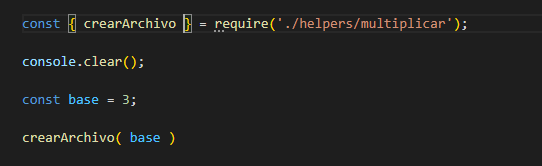 const { crearArchivo } = require('./helpers/multiplicar');
console.clear();
const base = 3;
crearArchivo( base )